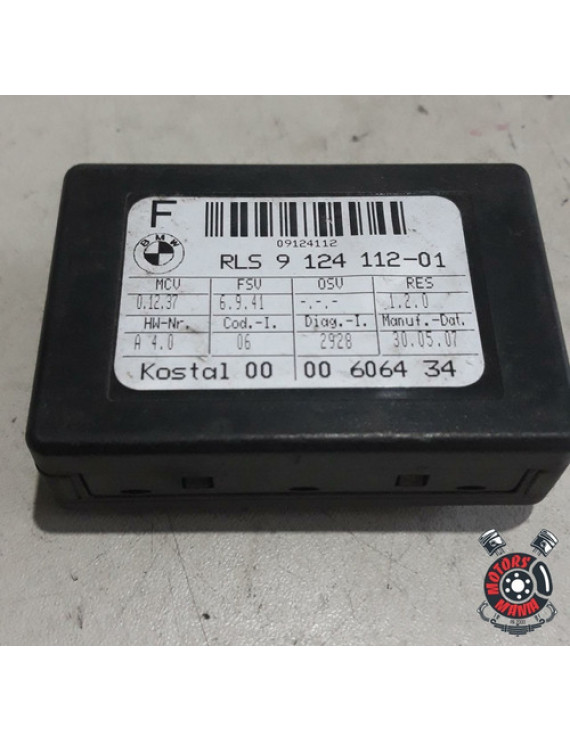 F
BMW
09124112
RLS 9 124 112-01
MCV FSV OSV RES
0.12.37 6.9.41 -.-.- 1.2.0
HW-Nr. Cod.-I. Diag.-I. Manuf.-Dat.
A 4.0 06 2928 30.05.07
Kostal 00 00 6064 34
MOTORS
MANIA